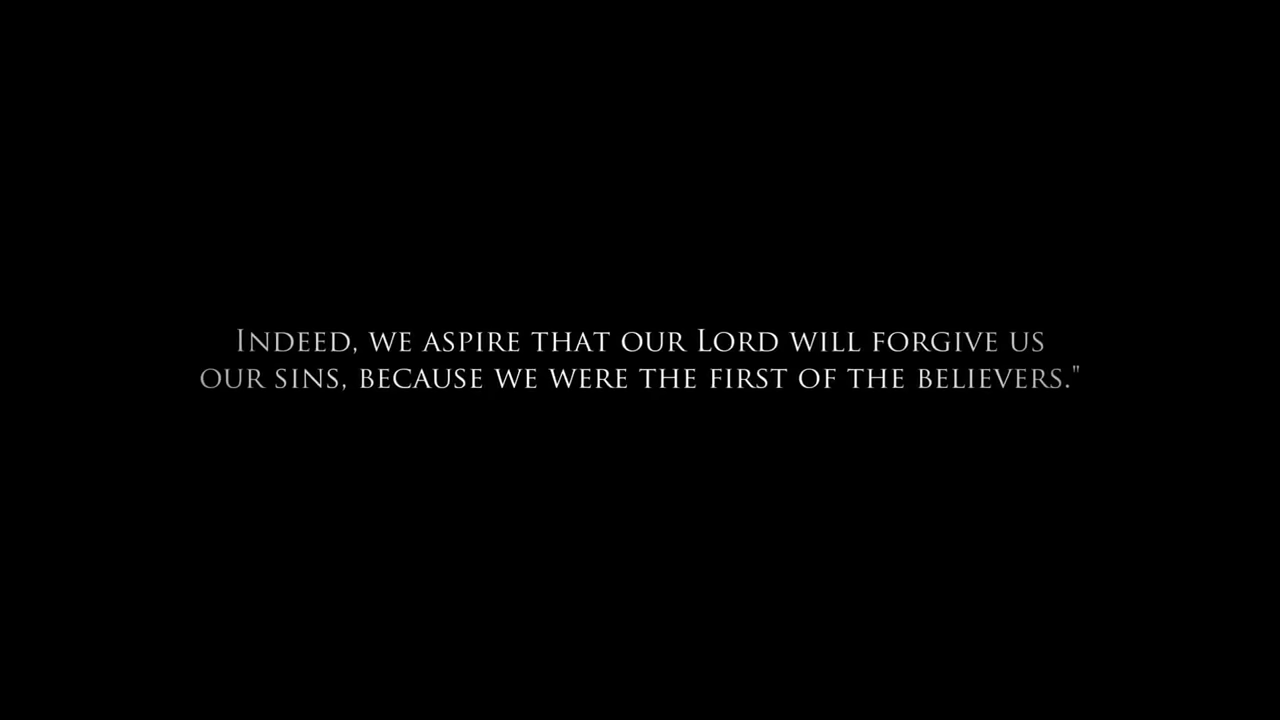 Indeed, we aspire that our Lord will forgive us
our sins, because we were the first of the believers."